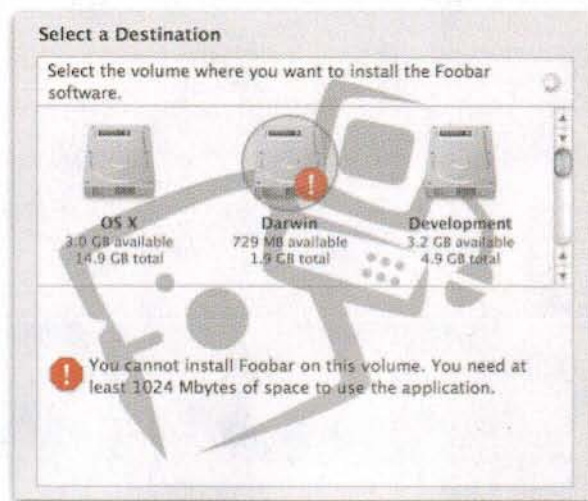 Select a Destination
Select the volume where you want to install the Foobar
software.
OS X
3.0 GB available
14.9 GB total
Darwin
729 MB available
1.9 GB total
Development
3.2 GB available
4.9 GB total
You cannot install Foobar on this volume. You need at
least 1024 Mbytes of space to use the application.